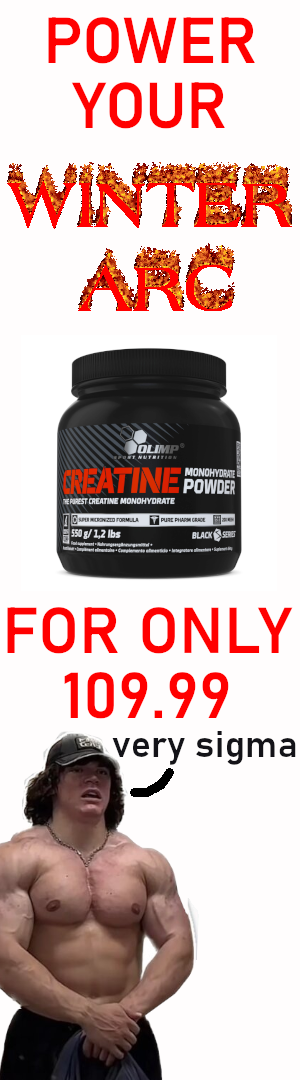 POWER
YOUR
WINTER
ARC
OLIMP®
SPORT NUTRITION
CREATINE
MONOHYDRATE
POWDER
THE PUREST CREATINE MONOHYDRATE
SUPER MICRONIZED FORMULA
PURE PHARM GRADE
550 g/ 1,2 lbs
BLACK SERIES
FOR ONLY
109.99
very sigma